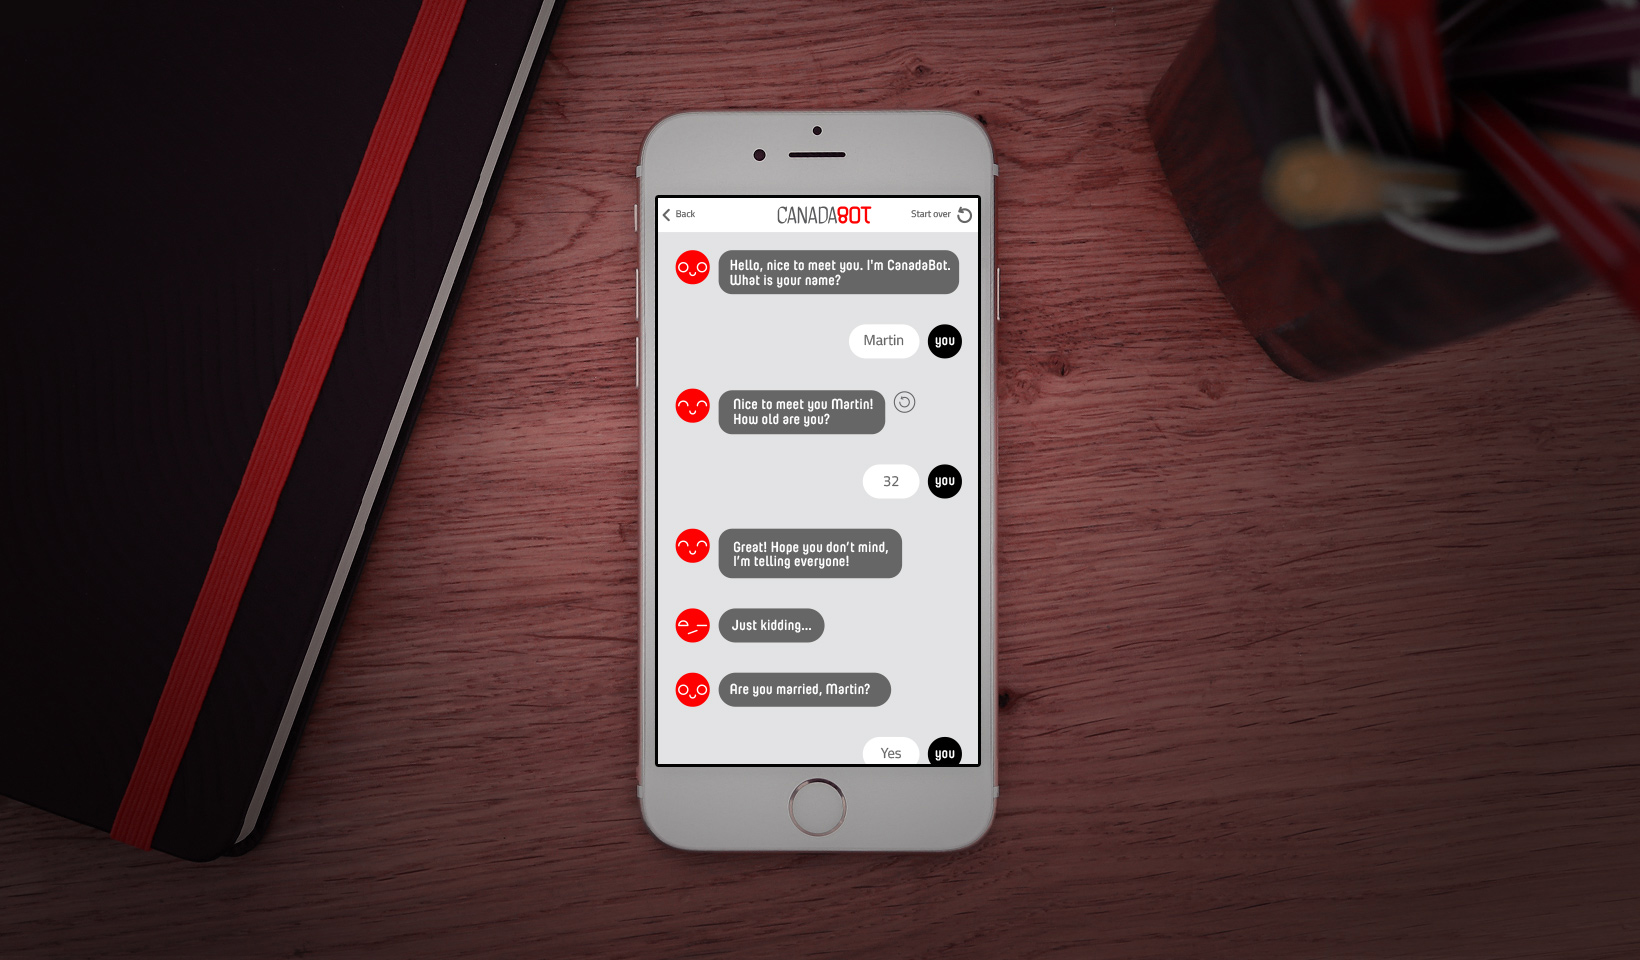 Back
CANADABOT
Start over
Hello, nice to meet you. I'm CanadaBot.
What is your name?
Martin
you
Nice to meet you Martin!
How old are you?
32
you
Great! Hope you don't mind,
I'm telling everyone!
Just kidding...
Are you married, Martin?
Yes
you